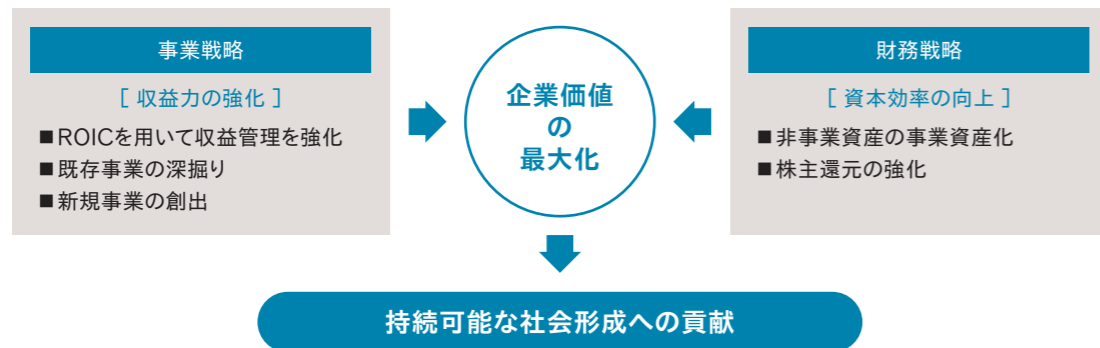 事業戦略
[ 収益力の強化 ]
■ROICを用いて収益管理を強化
■既存事業の深掘り
■新規事業の創出
企業価値
の
最大化
財務戦略
[ 資本効率の向上 ]
■非事業資産の事業資産化
■株主還元の強化
持続可能な社会形成への貢献